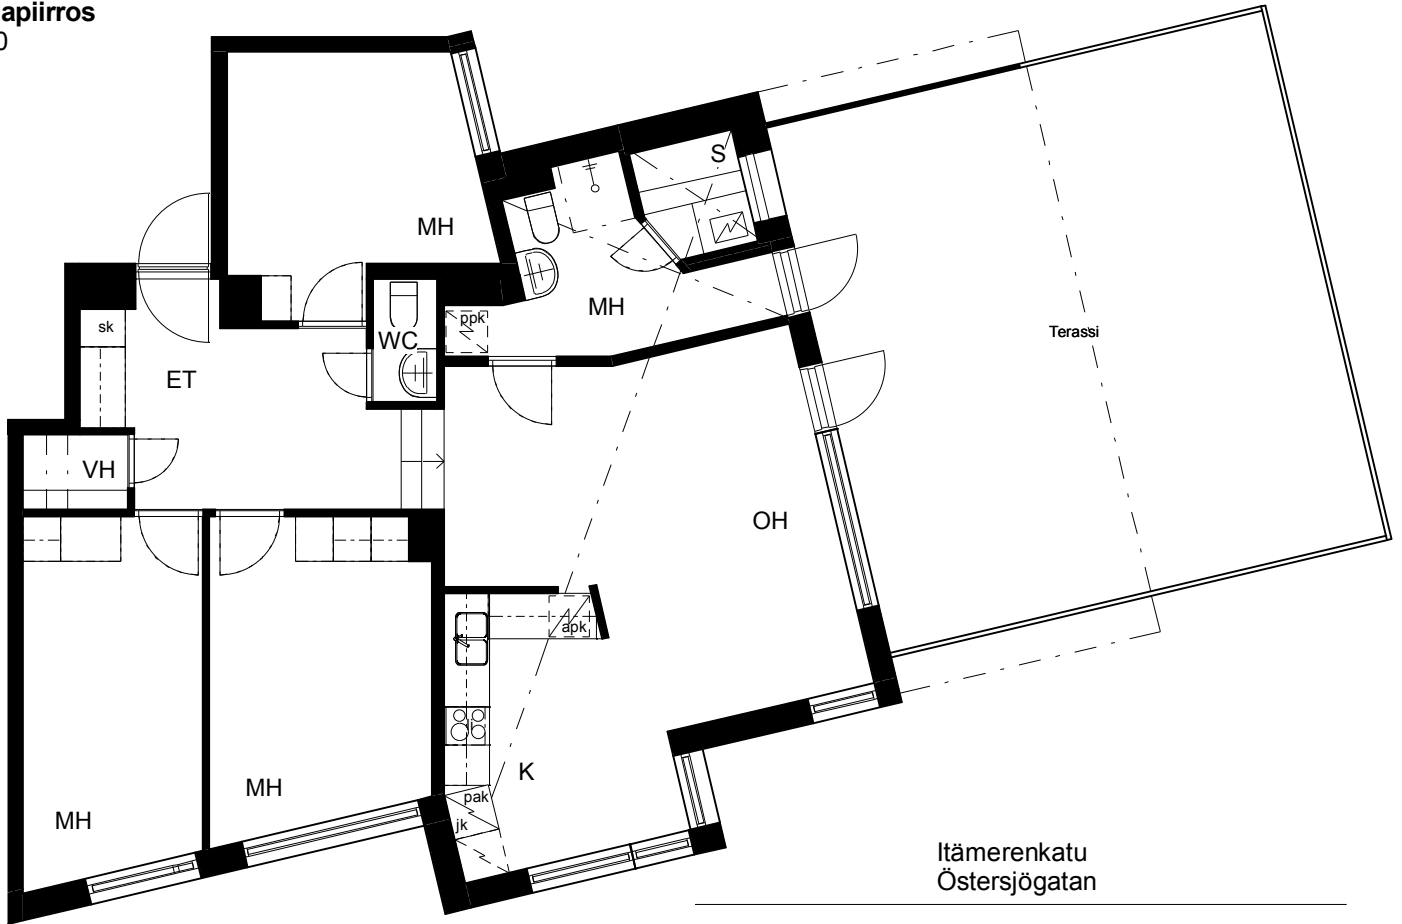 apiirros
0
S
MH
sk
ppk
MH
WC
Terassi
ET
VH
OH
apk
K
MH
pak
MH
jk
Itämerenkatu
Östersjögatan